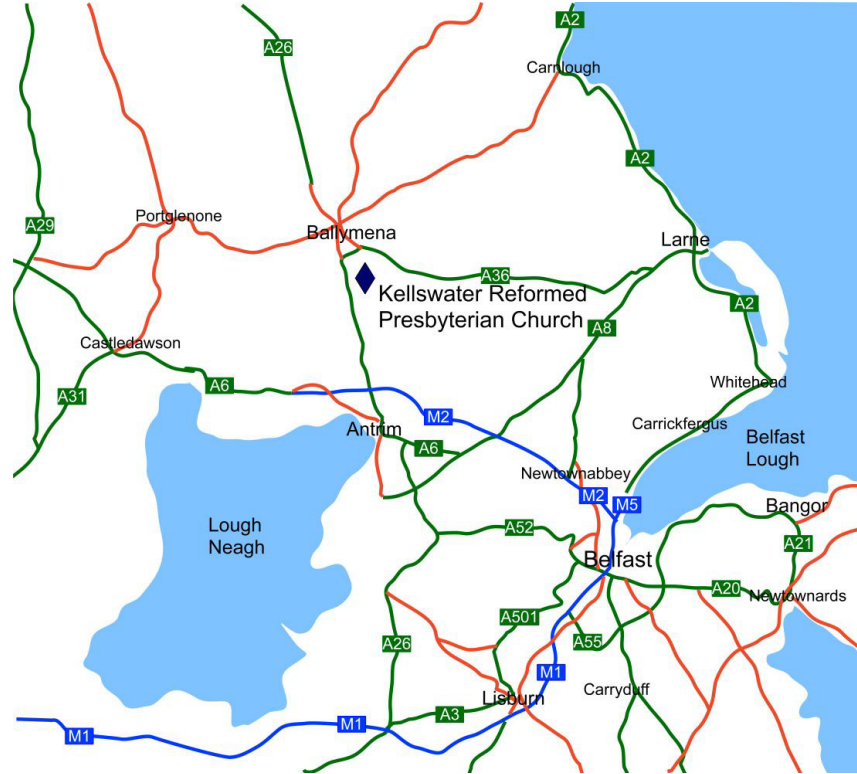 A2
A26
Carnlough
A2
Portglenone
A29
Ballymena
Larne
A36
Kellswater Reformed
Presbyterian Church
A2
A8
Castledawson
A6
A31
Whitehead
M2
Carrickfergus
Antrim
A6
Belfast
Lough
Newtownabbey
M2
M5
Bangor
Lough
Neagh
A52
A21
Belfast
A20
Newtownards
A501
A55
A26
M1
Lisburn
Carryduff
A3
M1
M1